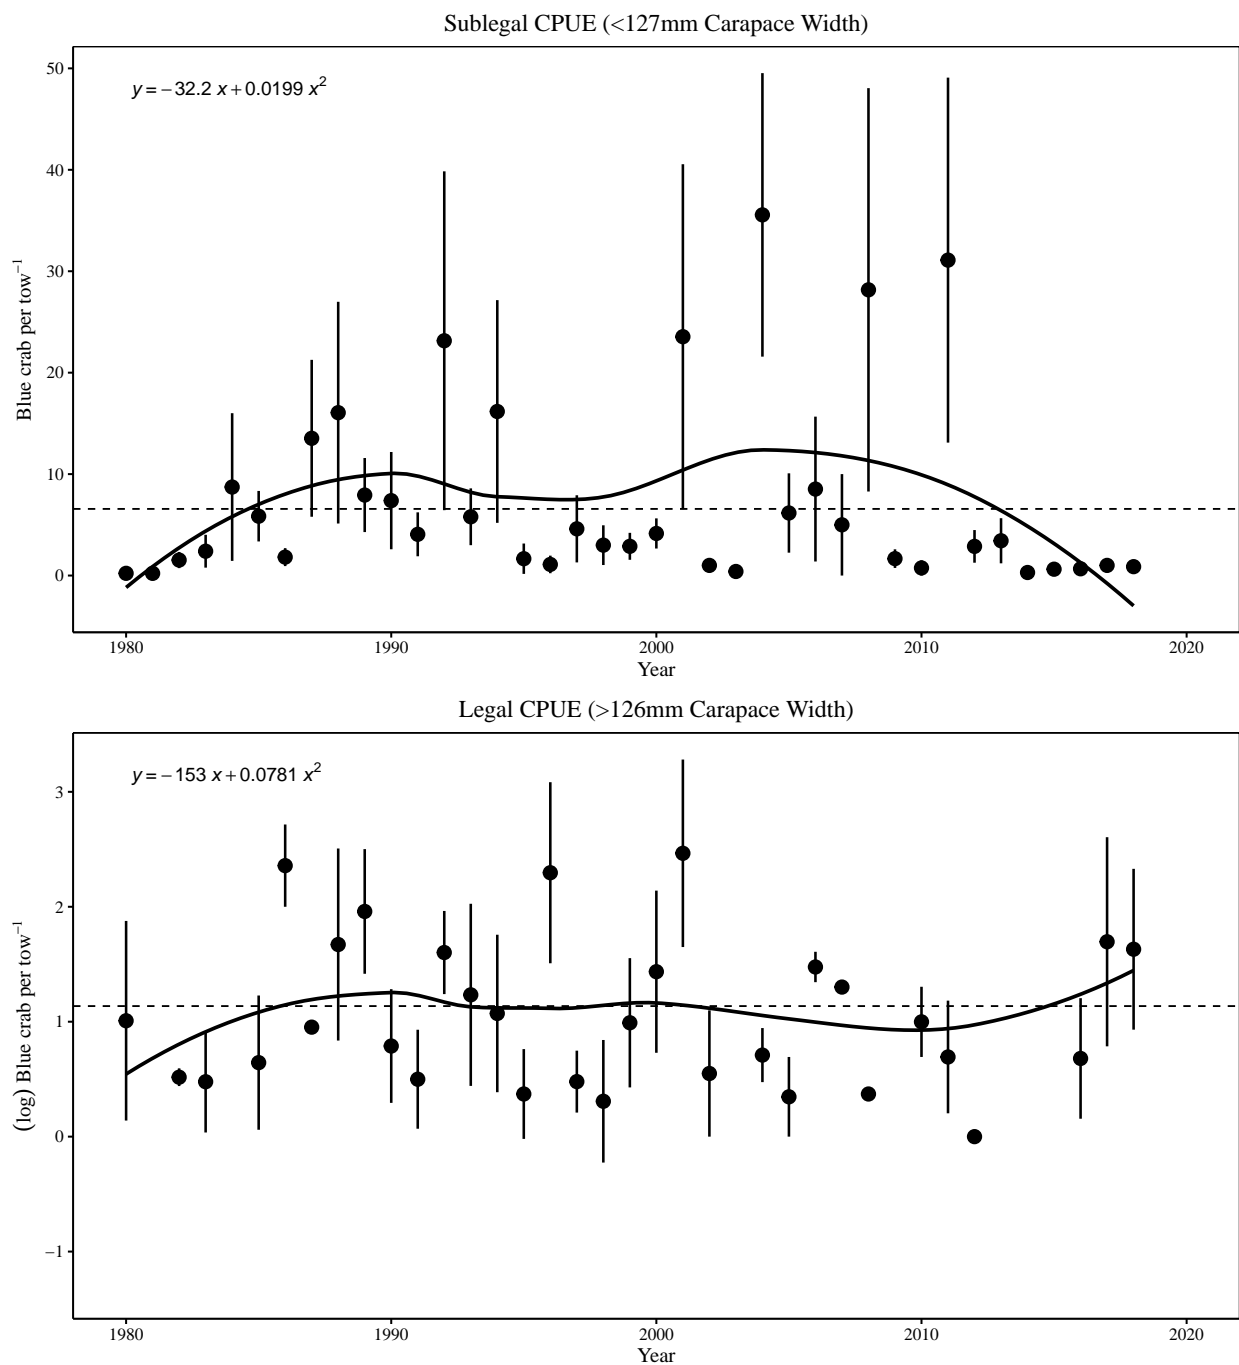 Sublegal CPUE (<127mm Carapace Width)
y = −32.2 x + 0.0199 x²
50
40
30
20
10
0
Blue crab per tow⁻¹
1980 1990 2000 2010 2020
Year
Legal CPUE (>126mm Carapace Width)
y = −153 x + 0.0781 x²
3
2
1
0
−1
(log) Blue crab per tow⁻¹
1980 1990 2000 2010 2020
Year